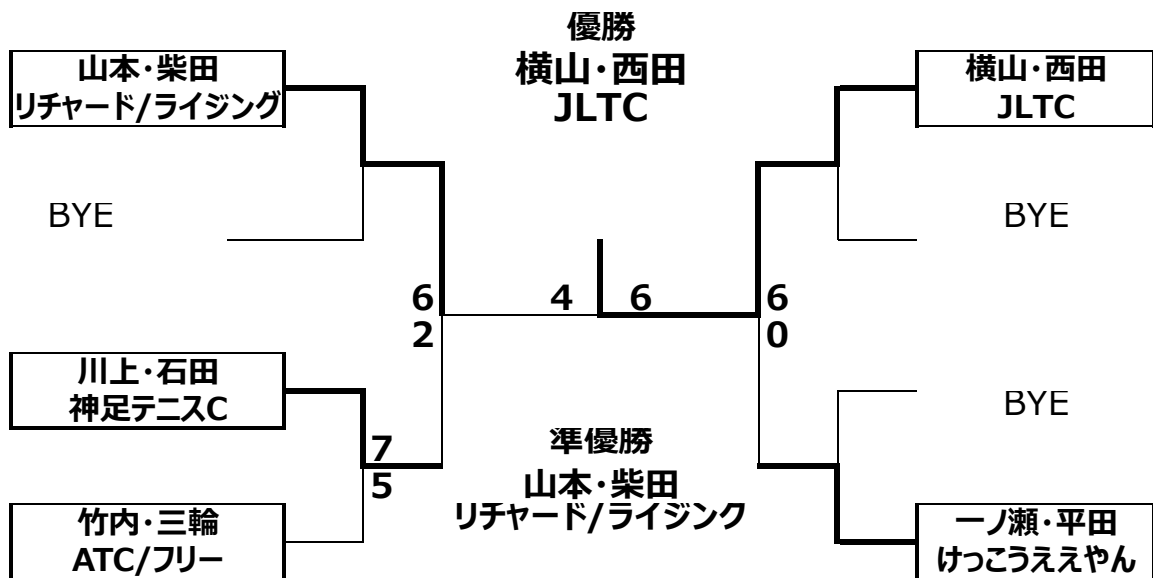 優勝
横山・西田
JLTC
山本・柴田
リチャード/ライジング
BYE
6
2
川上・石田
神足テニスC
7
5
竹内・三輪
ATC/フリー
4
6
準優勝
山本・柴田
リチャード/ライジング
横山・西田
JLTC
BYE
6
0
BYE
一ノ瀬・平田
けっこうええやん